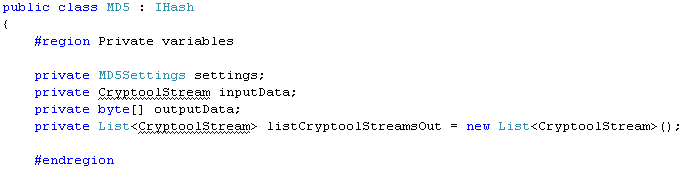 public class MD5 : IHash
{
#region Private variables
private MD5Settings settings;
private CryptoolStream inputData;
private byte[] outputData;
private List<CryptoolStream> listCryptoolStreamsOut = new List<CryptoolStream>();
#endregion